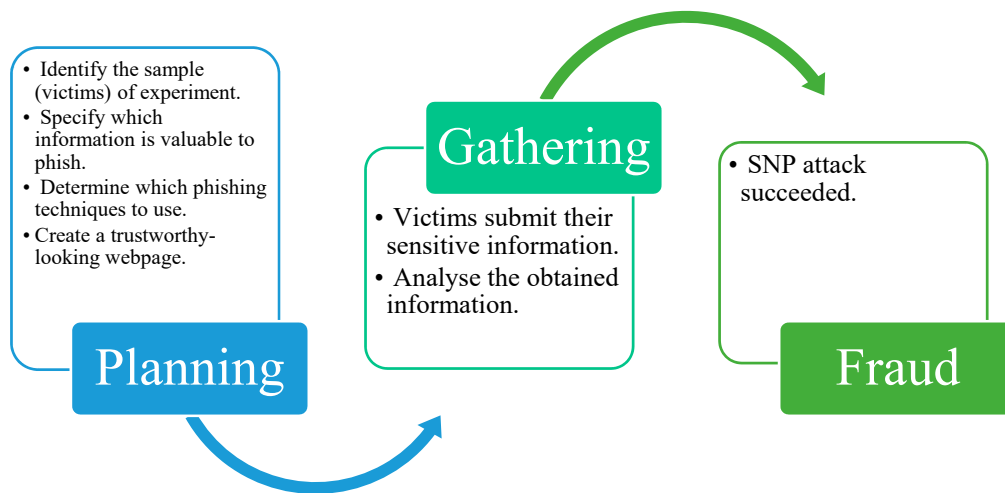 • Identify the sample
(victims) of experiment.
• Specify which
information is valuable to
phish.
• Determine which phishing
techniques to use.
• Create a trustworthy-
looking webpage.
Planning
Gathering
• Victims submit their
sensitive information.
• Analyse the obtained
information.
• SNP attack
succeeded.
Fraud